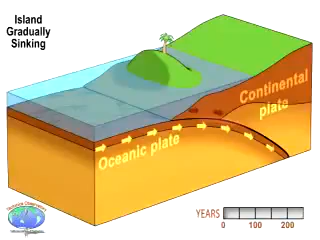 Island
Gradually
Sinking
Continental
plate
Oceanic plate
YEARS
0
100
200